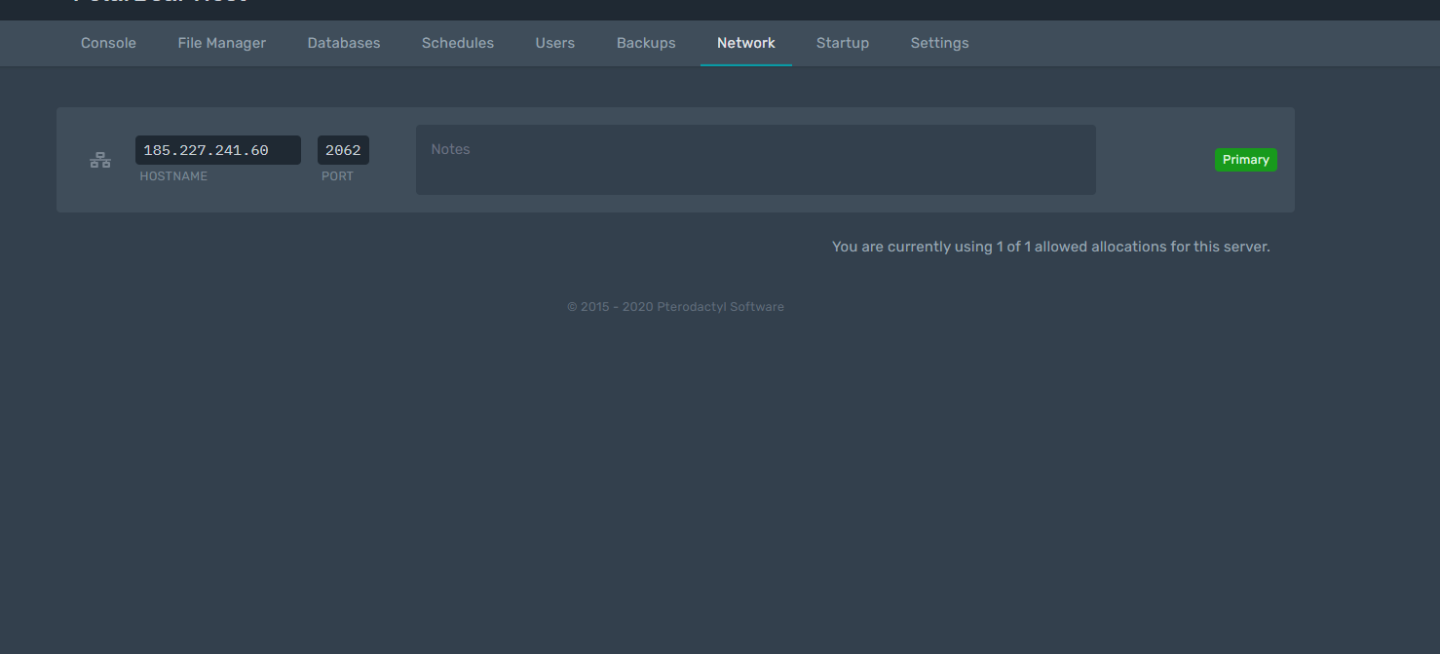 Console File Manager Databases Schedules Users Backups Network Startup Settings
185.227.241.60 2062 Notes Primary
HOSTNAME PORT
You are currently using 1 of 1 allowed allocations for this server.
© 2015 - 2020 Pterodactyl Software